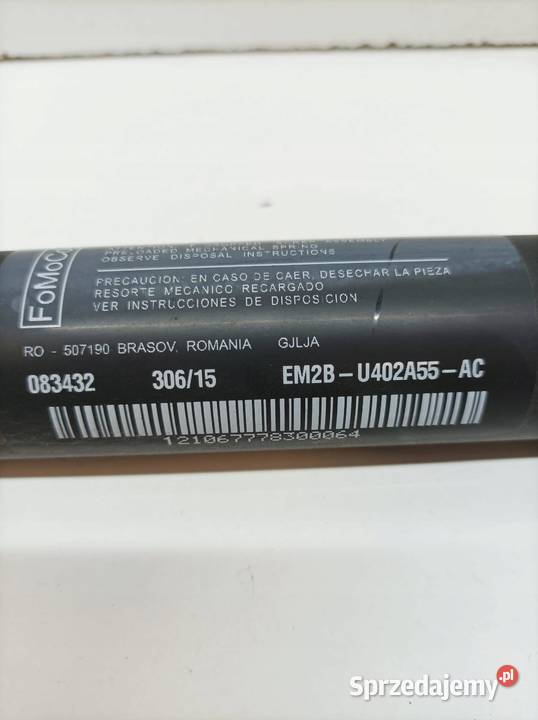 FoMoCo
PRELOADED MECHANICAL SPRING
OBSERVE DISPOSAL INSTRUCTIONS
PRECAUCION: EN CASO DE CAER, DESECHAR LA PIEZA
RESORTE MECANICO RECARGADO
VER INSTRUCCIONES DE DISPOSICION
RO - 507190 BRASOV, ROMANIA GJLJA
083432 306/15 EM2B-U402A55-AC
121067778300064
Sprzedajemy.pl